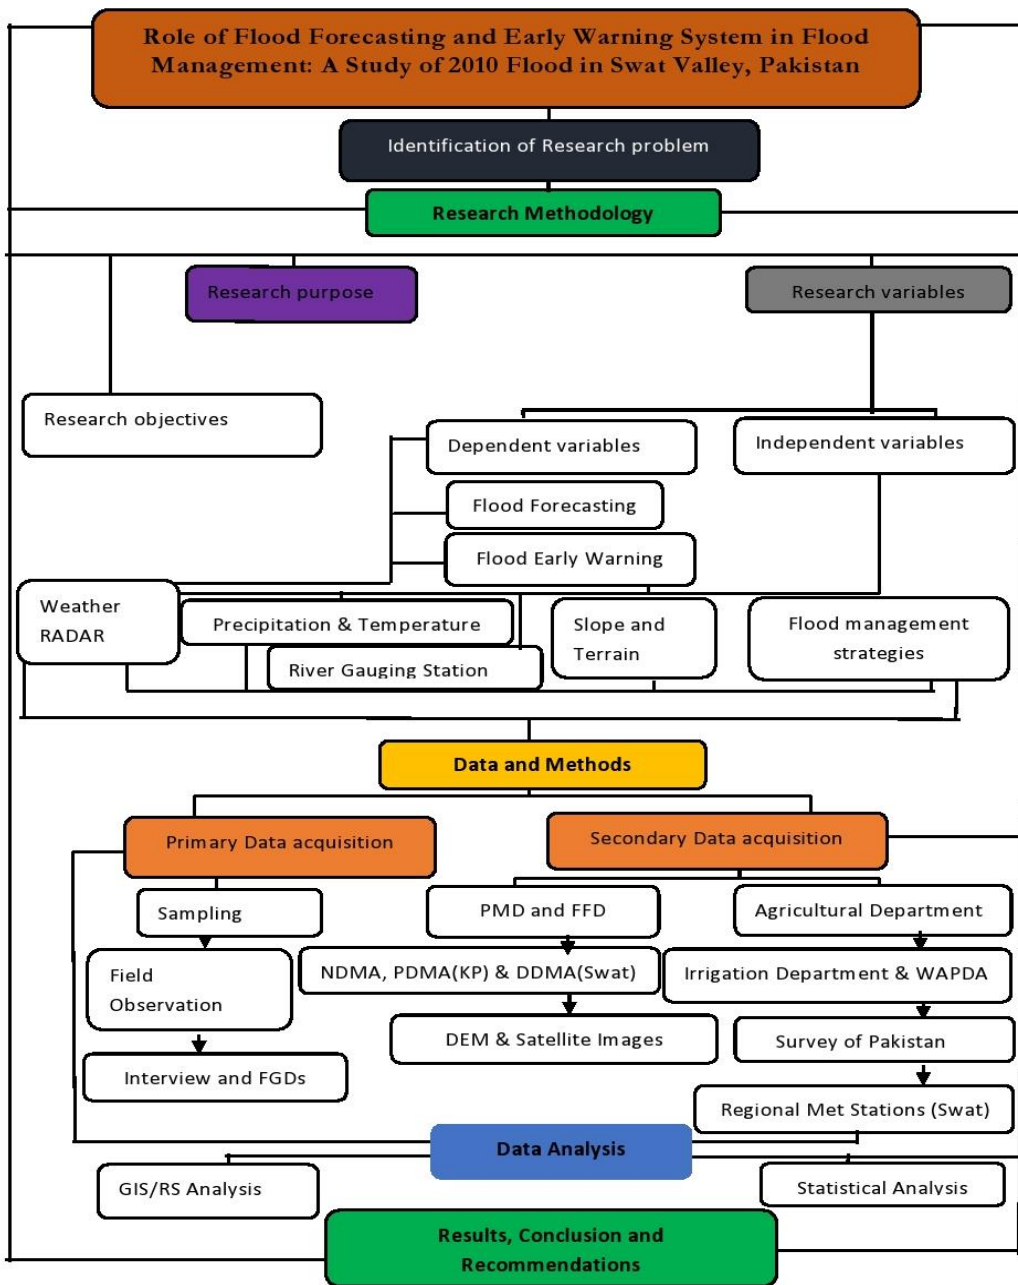 Role of Flood Forecasting and Early Warning System in Flood
Management: A Study of 2010 Flood in Swat Valley, Pakistan
Identification of Research problem
Research Methodology
Research purpose
Research variables
Research objectives
Dependent variables
Independent variables
Flood Forecasting
Flood Early Warning
Weather
RADAR
Precipitation & Temperature
River Gauging Station
Slope and
Terrain
Flood management
strategies
Data and Methods
Primary Data acquisition
Secondary Data acquisition
Sampling
Field
Observation
Interview and FGDs
PMD and FFD
NDMA, PDMA(KP) & DDMA(Swat)
DEM & Satellite Images
Agricultural Department
Irrigation Department & WAPDA
Survey of Pakistan
Regional Met Stations (Swat)
Data Analysis
GIS/RS Analysis
Statistical Analysis
Results, Conclusion and
Recommendations